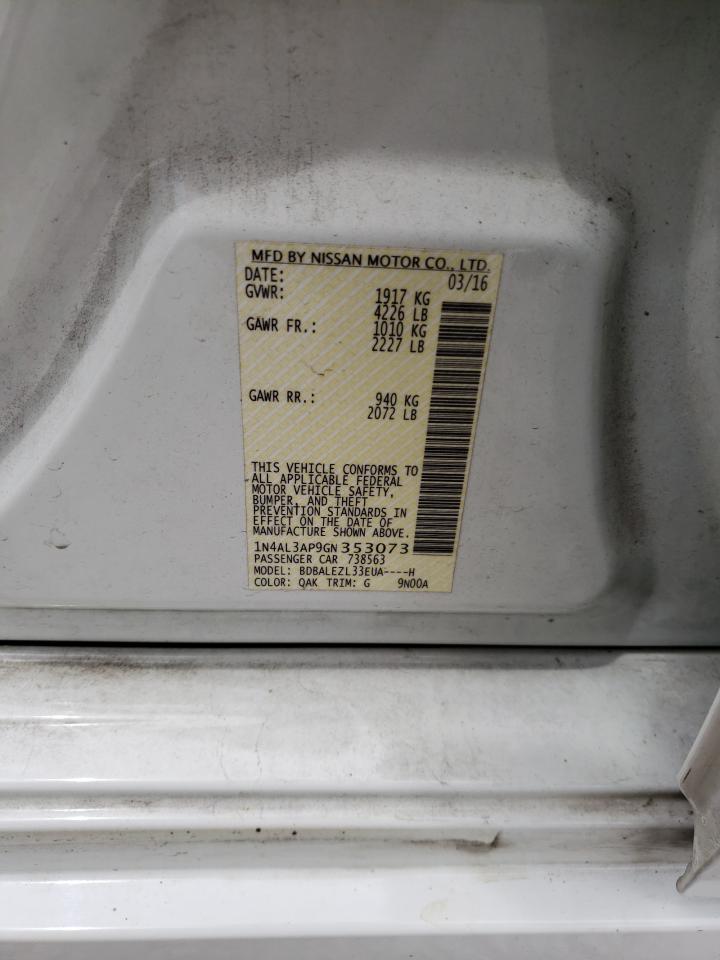 MFD BY NISSAN MOTOR CO., LTD.
DATE: 03/16
GVWR: 1917 KG
4226 LB
GAWR FR.: 1010 KG
2227 LB
GAWR RR.: 940 KG
2072 LB
THIS VEHICLE CONFORMS TO
ALL APPLICABLE FEDERAL
MOTOR VEHICLE SAFETY,
BUMPER, AND THEFT
PREVENTION STANDARDS IN
EFFECT ON THE DATE OF
MANUFACTURE SHOWN ABOVE.
1N4AL3AP9GN353073
PASSENGER CAR 738563
MODEL: BDBALEZL33EUA----H
COLOR: QAK TRIM: G 9N00A